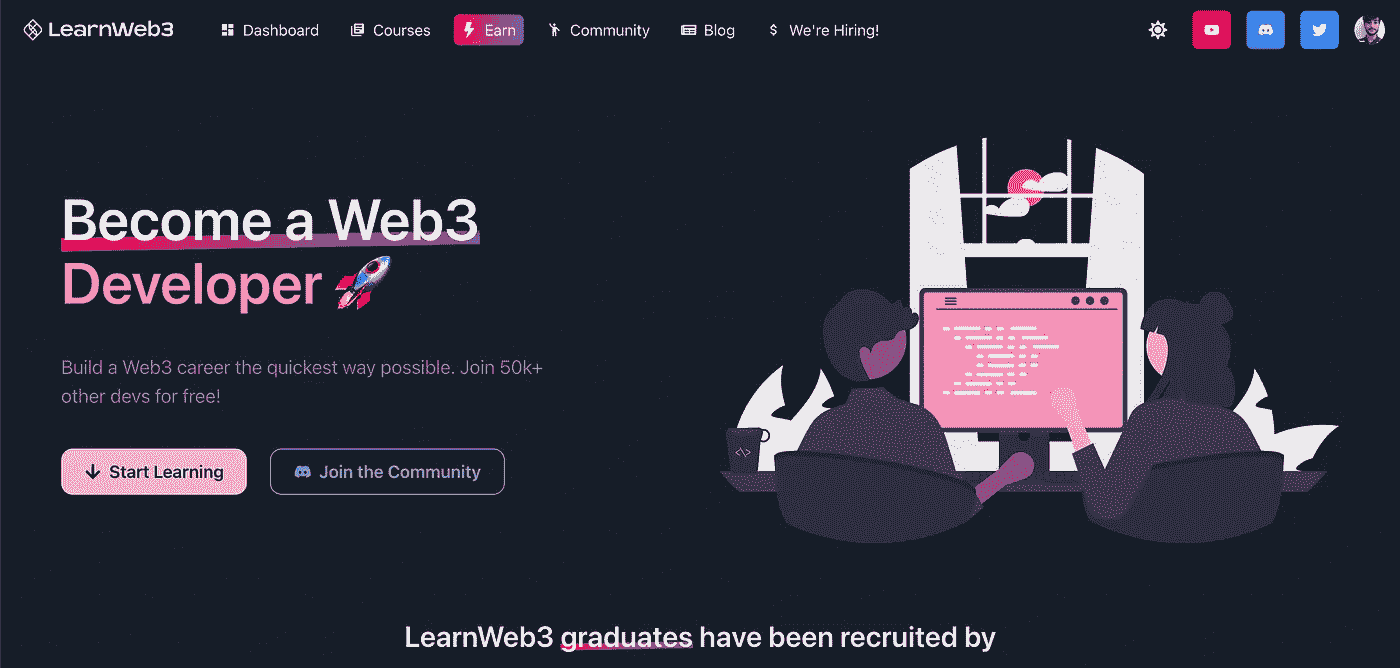 LearnWeb3 Dashboard Courses Earn Community Blog We're Hiring!
Become a Web3
Developer 🚀
Build a Web3 career the quickest way possible. Join 50k+
other devs for free!
Start Learning Join the Community
</>
LearnWeb3 graduates have been recruited by